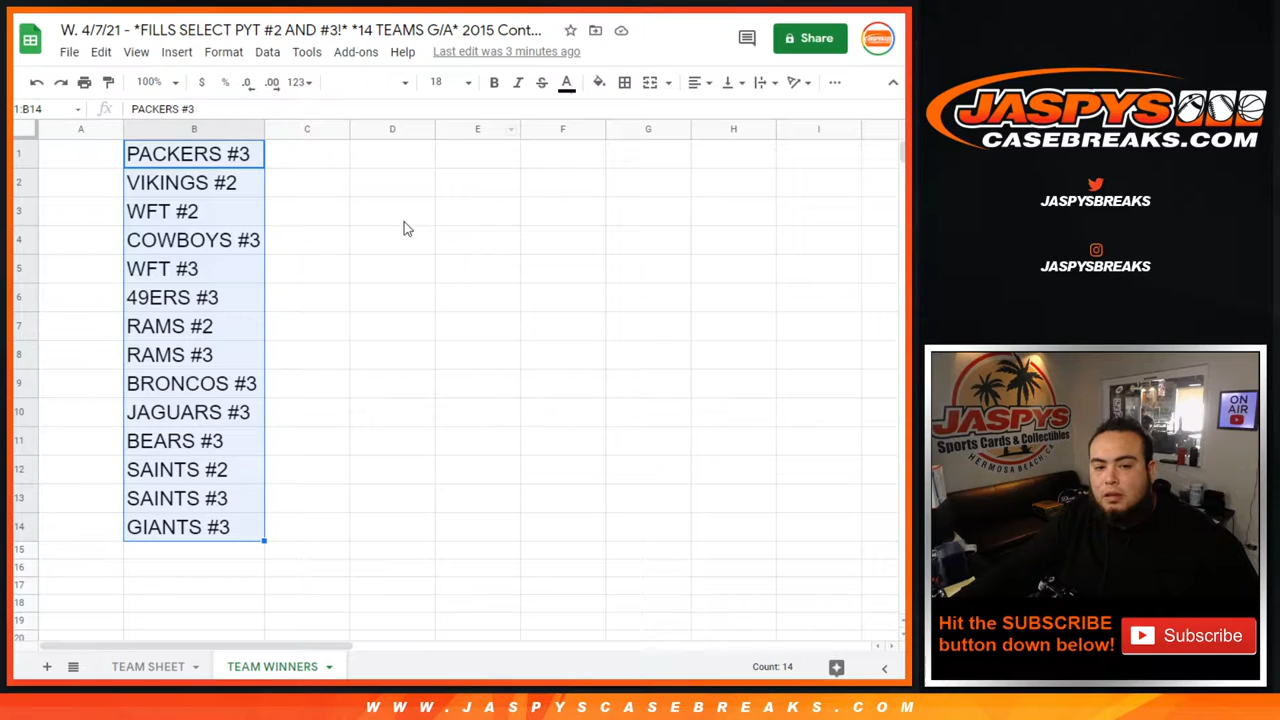 W. 4/7/21 - *FILLS SELECT PYT #2 AND #3!* *14 TEAMS G/A* 2015 Cont...
Share
File Edit View Insert Format Data Tools Add-ons Help Last edit was 3 minutes ago
100% $ % .0 .00 123 18 B I S A
1:B14 fx PACKERS #3
A B C D E F G H I
1 PACKERS #3
2 VIKINGS #2
3 WFT #2
4 COWBOYS #3
5 WFT #3
6 49ERS #3
7 RAMS #2
8 RAMS #3
9 BRONCOS #3
10 JAGUARS #3
11 BEARS #3
12 SAINTS #2
13 SAINTS #3
14 GIANTS #3
15
16
17
18
19
20
TEAM SHEET TEAM WINNERS Count: 14
JASPYS
CASEBREAKS.COM
JASPYSBREAKS
JASPYSBREAKS
JASPYS
Sports Cards & Collectibles
HERMOSA BEACH, CA
ON
AIR
Hit the SUBSCRIBE
button down below!
Subscribe
WWW.JASPYSCASEBREAKS.COM